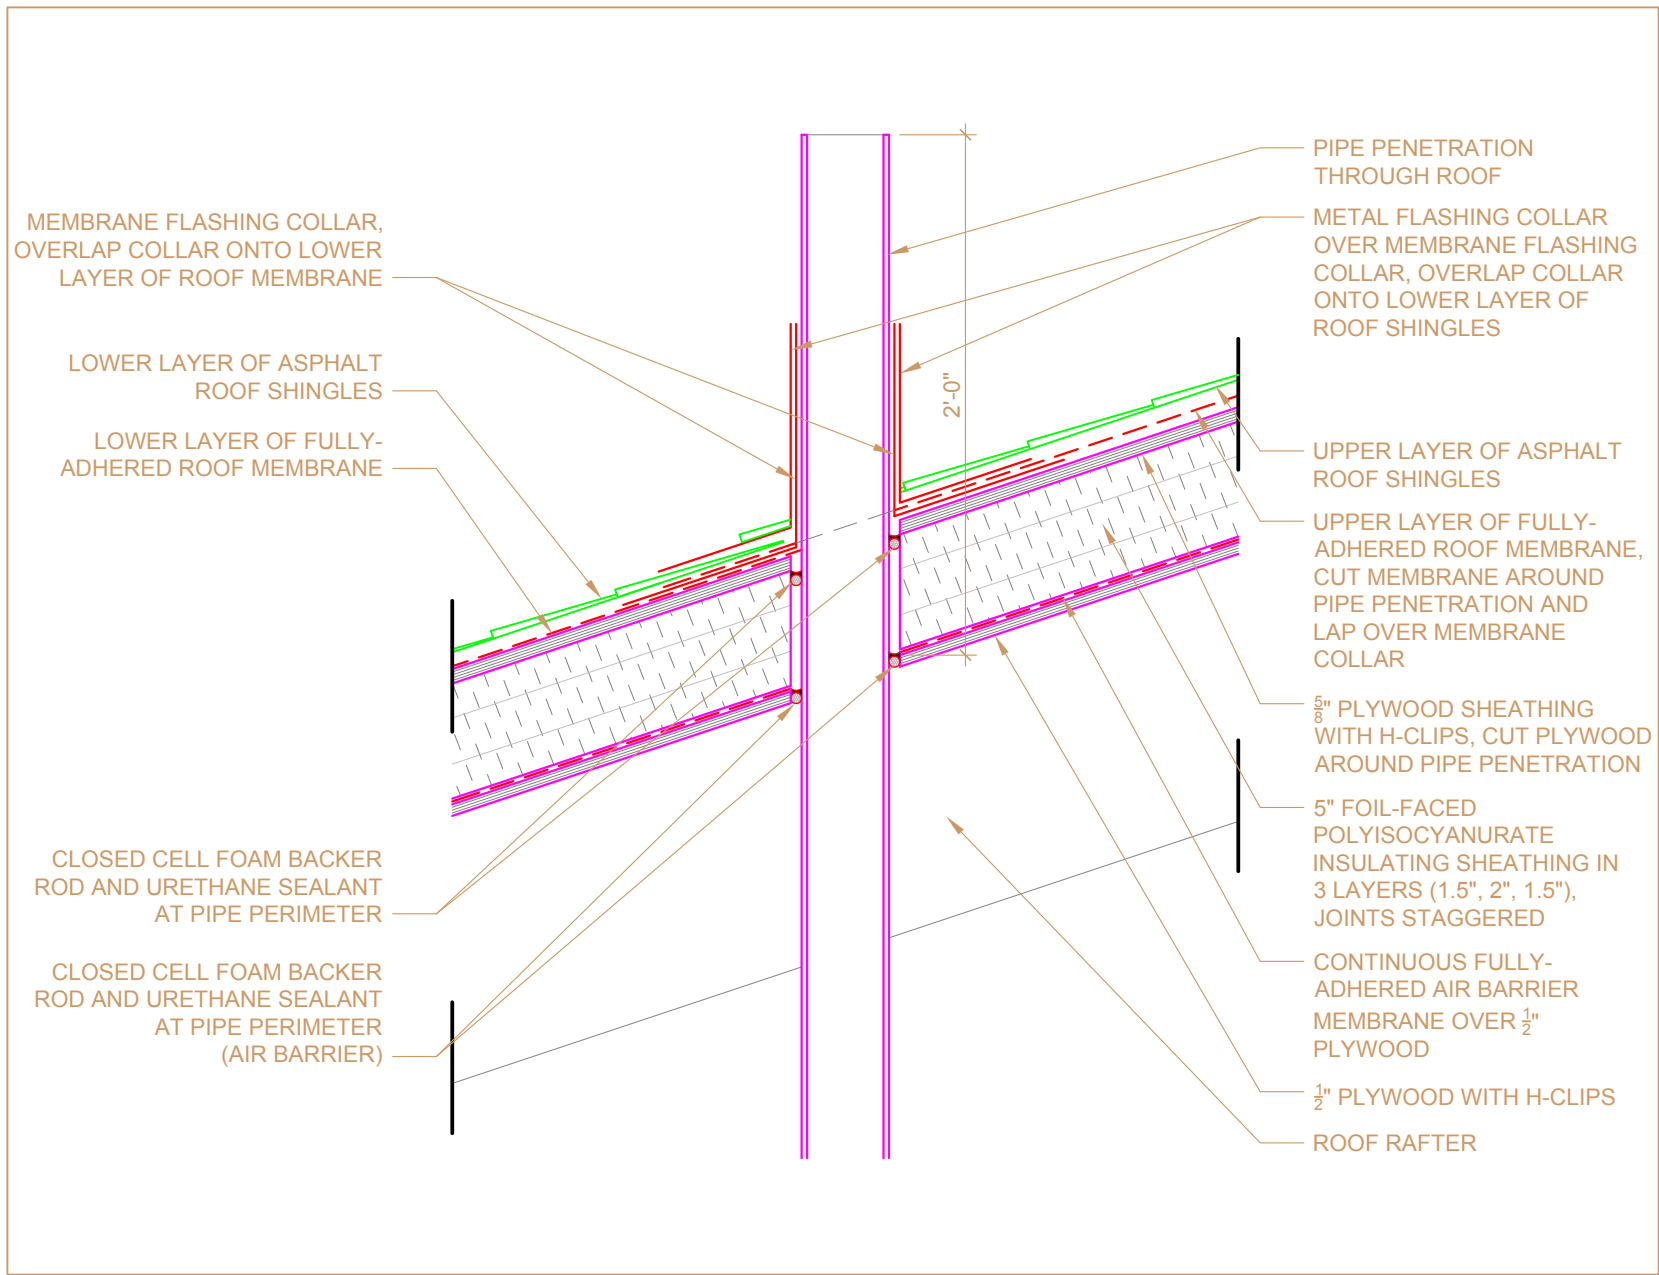 MEMBRANE FLASHING COLLAR,
OVERLAP COLLAR ONTO LOWER
LAYER OF ROOF MEMBRANE
LOWER LAYER OF ASPHALT
ROOF SHINGLES
LOWER LAYER OF FULLY-
ADHERED ROOF MEMBRANE
CLOSED CELL FOAM BACKER
ROD AND URETHANE SEALANT
AT PIPE PERIMETER
CLOSED CELL FOAM BACKER
ROD AND URETHANE SEALANT
AT PIPE PERIMETER
(AIR BARRIER)
2'-0"
PIPE PENETRATION
THROUGH ROOF
METAL FLASHING COLLAR
OVER MEMBRANE FLASHING
COLLAR, OVERLAP COLLAR
ONTO LOWER LAYER OF
ROOF SHINGLES
UPPER LAYER OF ASPHALT
ROOF SHINGLES
UPPER LAYER OF FULLY-
ADHERED ROOF MEMBRANE,
CUT MEMBRANE AROUND
PIPE PENETRATION AND
LAP OVER MEMBRANE
COLLAR
5/8" PLYWOOD SHEATHING
WITH H-CLIPS, CUT PLYWOOD
AROUND PIPE PENETRATION
5" FOIL-FACED
POLYISOCYANURATE
INSULATING SHEATHING IN
3 LAYERS (1.5", 2", 1.5"),
JOINTS STAGGERED
CONTINUOUS FULLY-
ADHERED AIR BARRIER
MEMBRANE OVER 1/2"
PLYWOOD
1/2" PLYWOOD WITH H-CLIPS
ROOF RAFTER